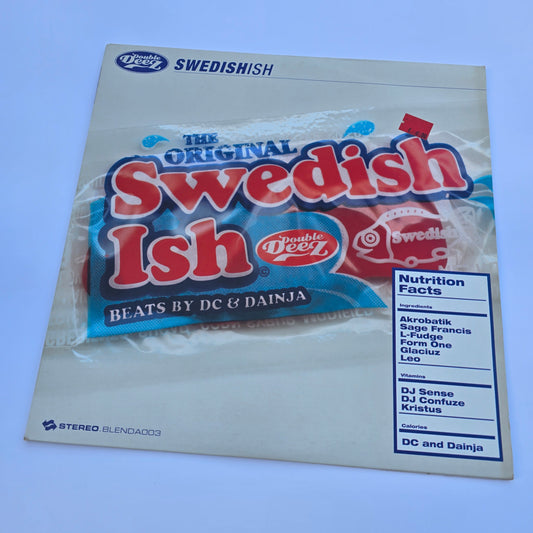 Double
DeeZ
SWEDISHISH
THE
ORIGINAL
Swedish
Ish
Double
DeeZ
Swedish
BEATS BY DC & DAINJA
Nutrition
Facts
Ingredients
Akrobatik
Sage Francis
L-Fudge
Form One
Glaciuz
Leo
Vitamins
DJ Sense
DJ Confuze
Kristus
Calories
DC and Dainja
STEREO.BLENDA003